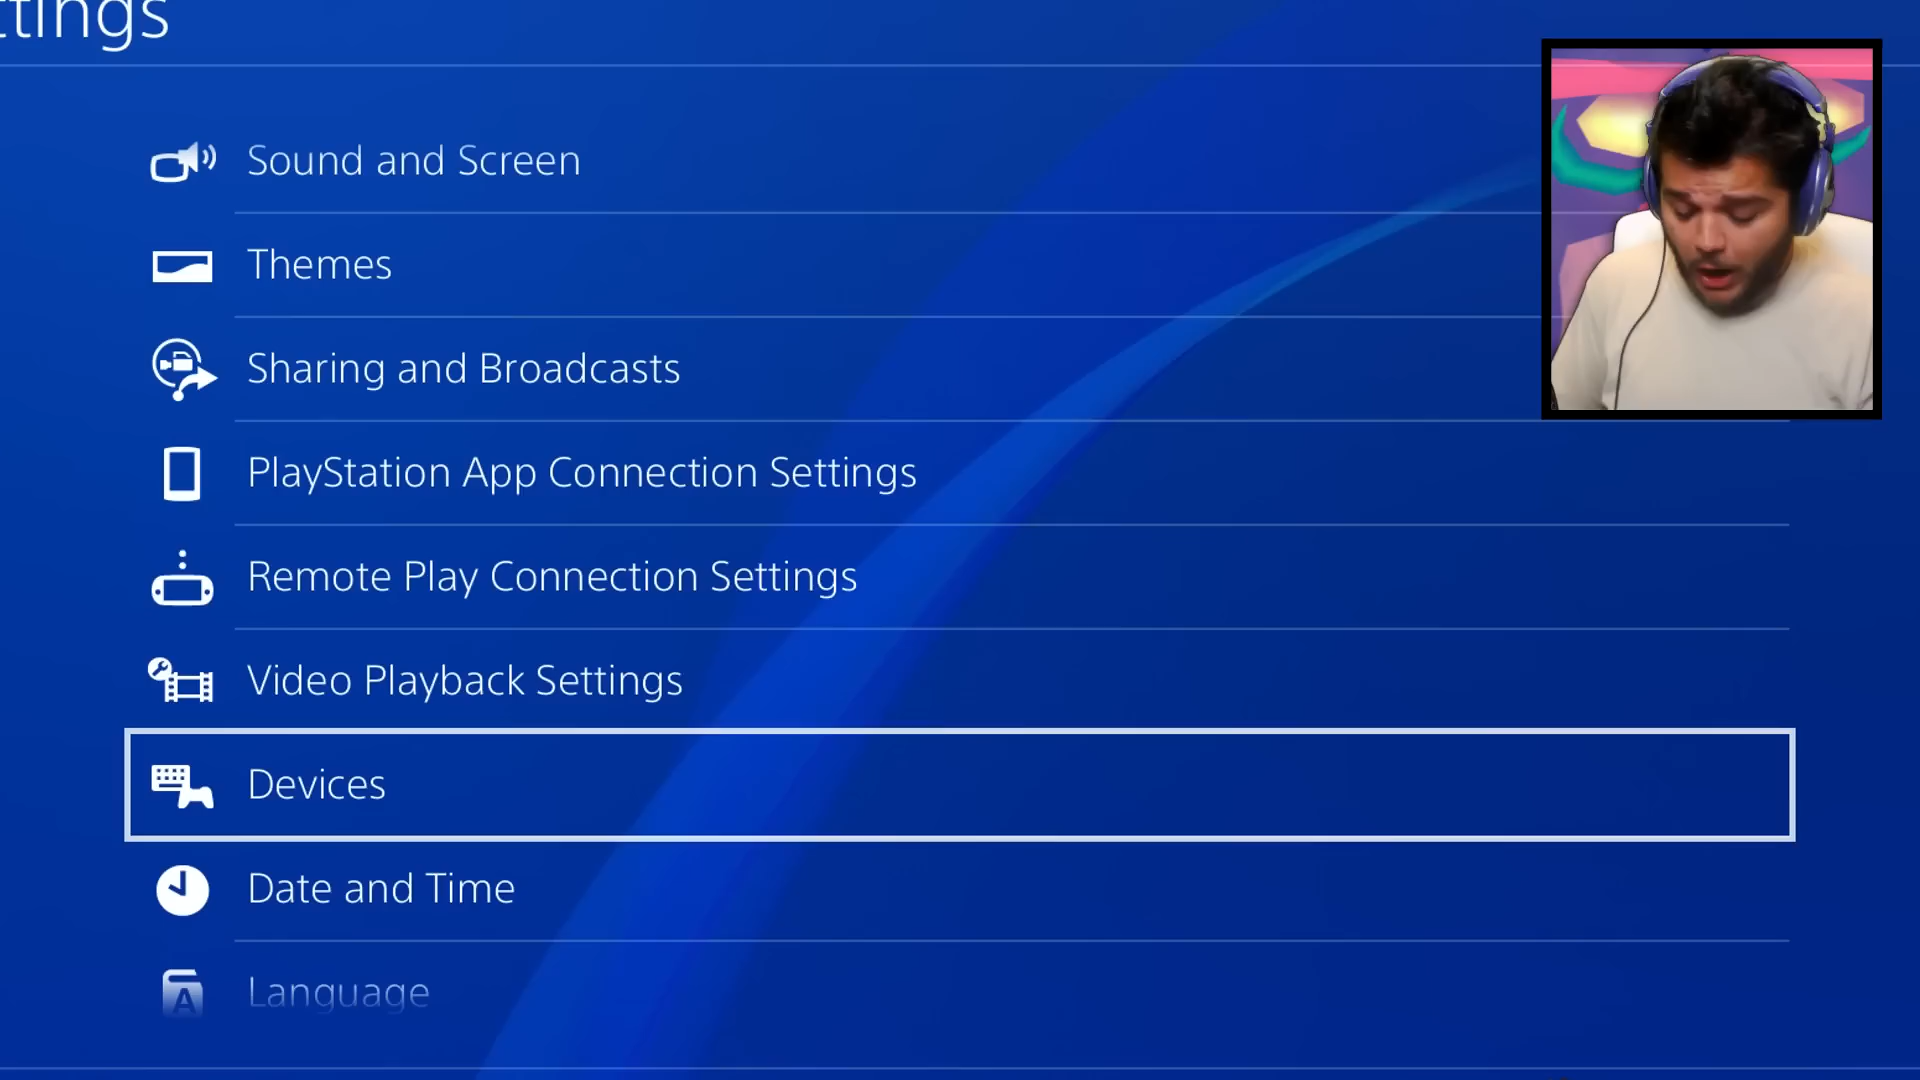 ttings
Sound and Screen
Themes
Sharing and Broadcasts
PlayStation App Connection Settings
Remote Play Connection Settings
Video Playback Settings
Devices
Date and Time
A Language